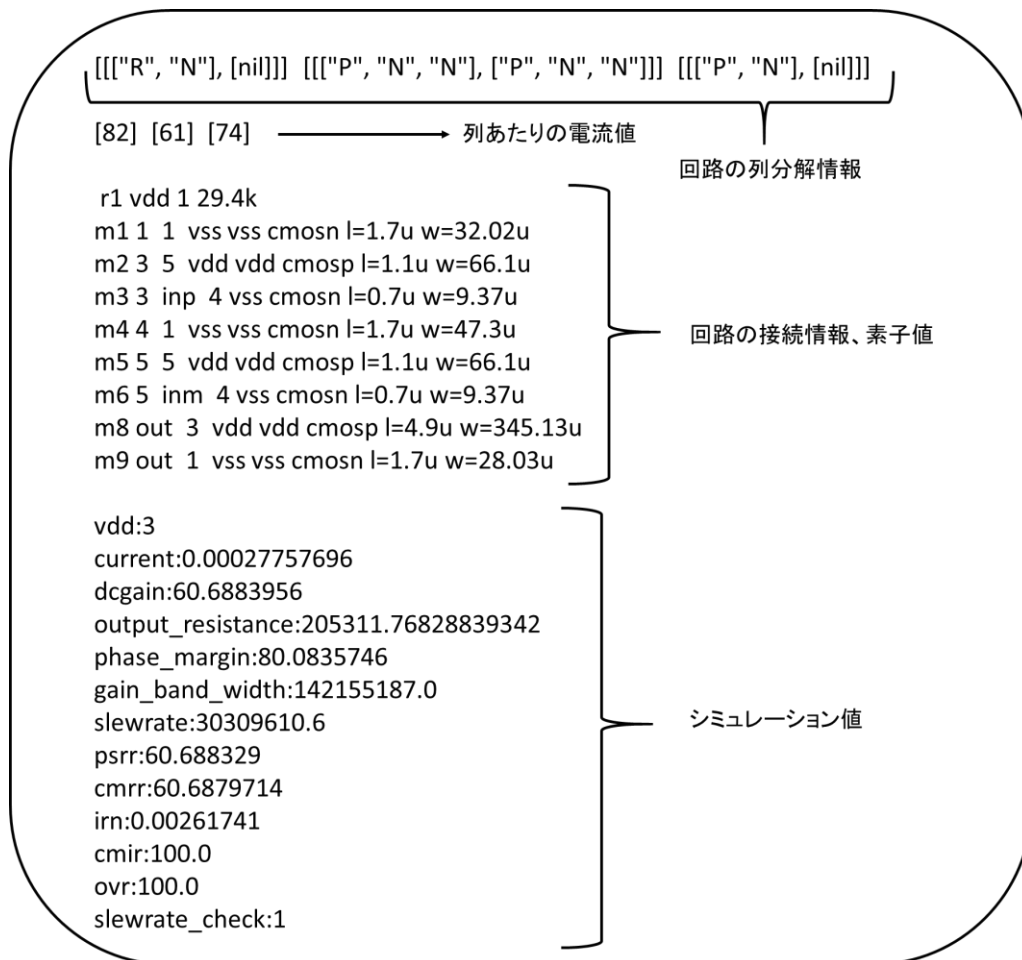 [[["R", "N"], [nil]]] [[["P", "N", "N"], ["P", "N", "N"]]] [[["P", "N"], [nil]]]
[82] [61] [74] 列あたりの電流値
回路の列分解情報
r1 vdd 1 29.4k
m1 1 1 vss vss cmosn l=1.7u w=32.02u
m2 3 5 vdd vdd cmosp l=1.1u w=66.1u
m3 3 inp 4 vss cmosn l=0.7u w=9.37u
m4 4 1 vss vss cmosn l=1.7u w=47.3u
m5 5 5 vdd vdd cmosp l=1.1u w=66.1u
m6 5 inm 4 vss cmosn l=0.7u w=9.37u
m8 out 3 vdd vdd cmosp l=4.9u w=345.13u
m9 out 1 vss vss cmosn l=1.7u w=28.03u
回路の接続情報、素子値
vdd:3
current:0.00027757696
dcgain:60.6883956
output_resistance:205311.76828839342
phase_margin:80.0835746
gain_band_width:142155187.0
slewrate:30309610.6
psrr:60.688329
cmrr:60.6879714
irn:0.00261741
cmir:100.0
ovr:100.0
slewrate_check:1
シミュレーション値